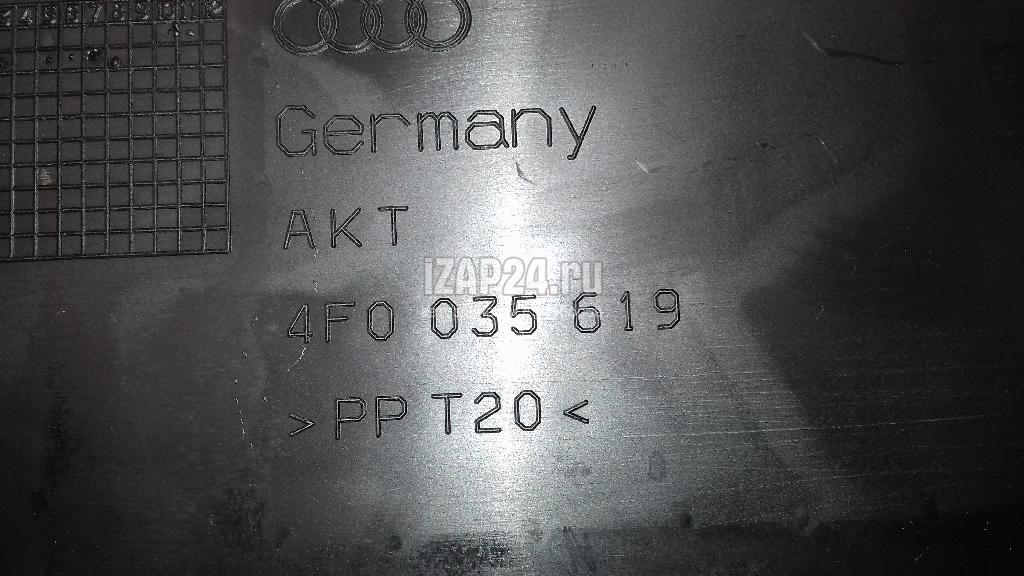 Germany
AKT
IZAP24.ru
4F0 035 619
>PP T20<